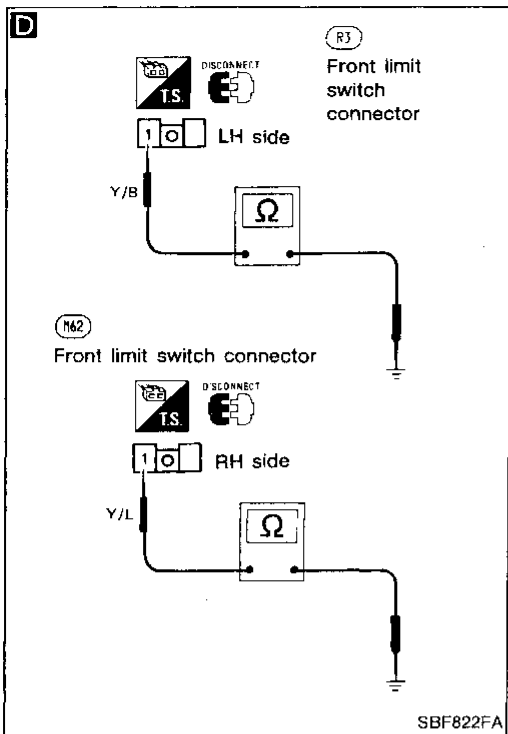 D
R3
Front limit
switch
connector
DISCONNECT
T.S.
1
LH side
Y/B
Ω
M62
Front limit switch connector
DISCONNECT
T.S.
1
RH side
Y/L
Ω
SBF822FA